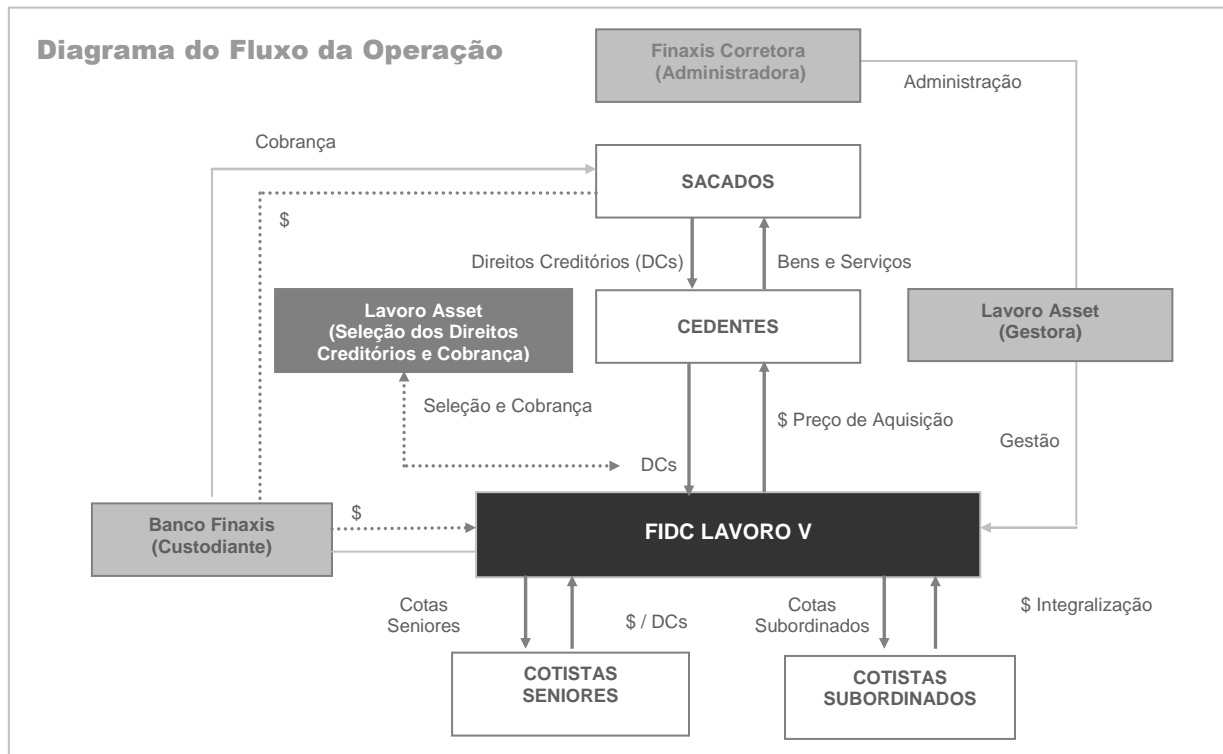 Diagrama do Fluxo da Operação
Finaxis Corretora
(Administradora)
Administração
Cobrança
SACADOS
$
Direitos Creditórios (DCs)
Bens e Serviços
Lavoro Asset
(Seleção dos Direitos
Creditórios e Cobrança)
CEDENTES
Lavoro Asset
(Gestora)
Seleção e Cobrança
$ Preço de Aquisição
Gestão
DCs
Banco Finaxis
(Custodiante)
$
FIDC LAVORO V
Cotas
Seniores
$ / DCs
Cotas
Subordinados
$ Integralização
COTISTAS
SENIORES
COTISTAS
SUBORDINADOS